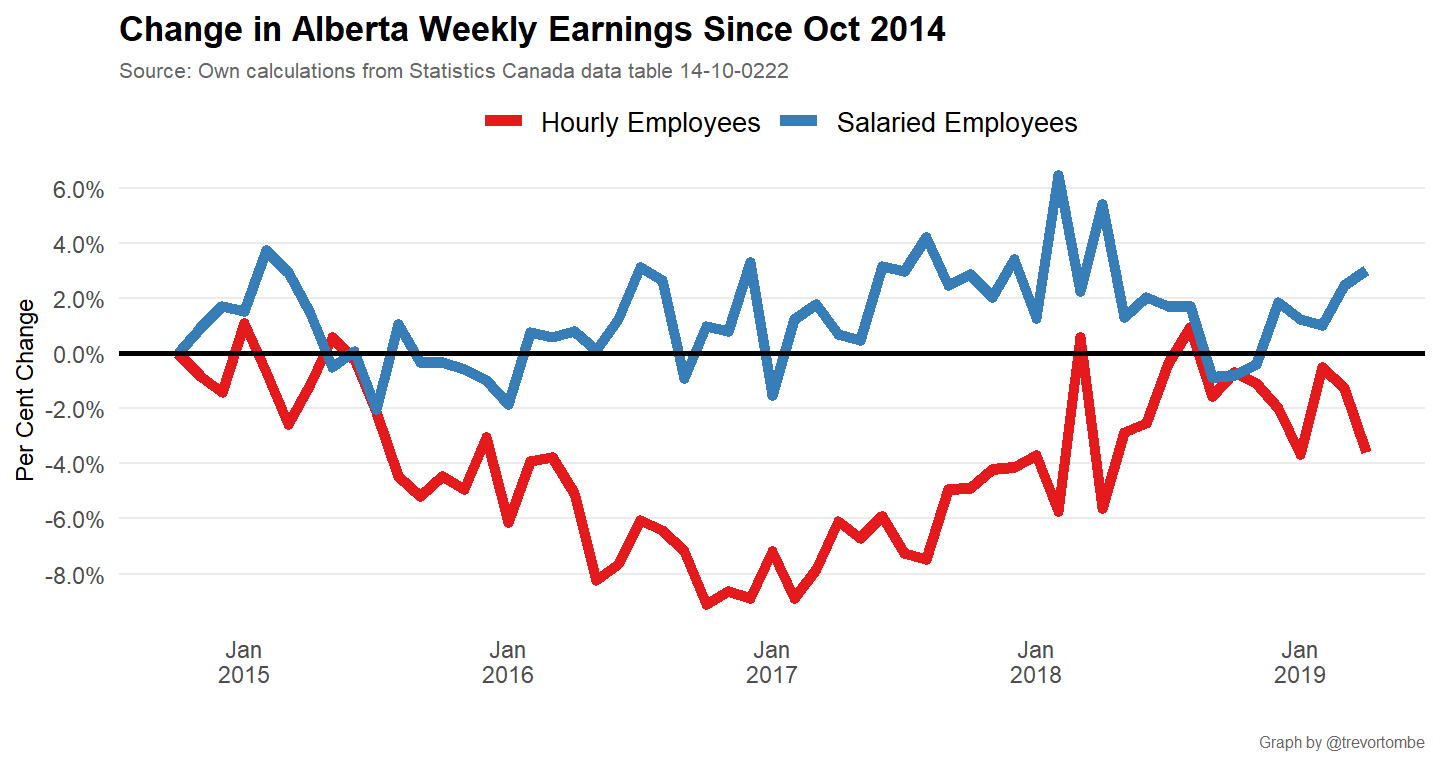 Change in Alberta Weekly Earnings Since Oct 2014
Source: Own calculations from Statistics Canada data table 14-10-0222
Hourly Employees Salaried Employees
Per Cent Change
6.0%
4.0%
2.0%
0.0%
-2.0%
-4.0%
-6.0%
-8.0%
Jan Jan Jan Jan Jan
2015 2016 2017 2018 2019
Graph by @trevortombe